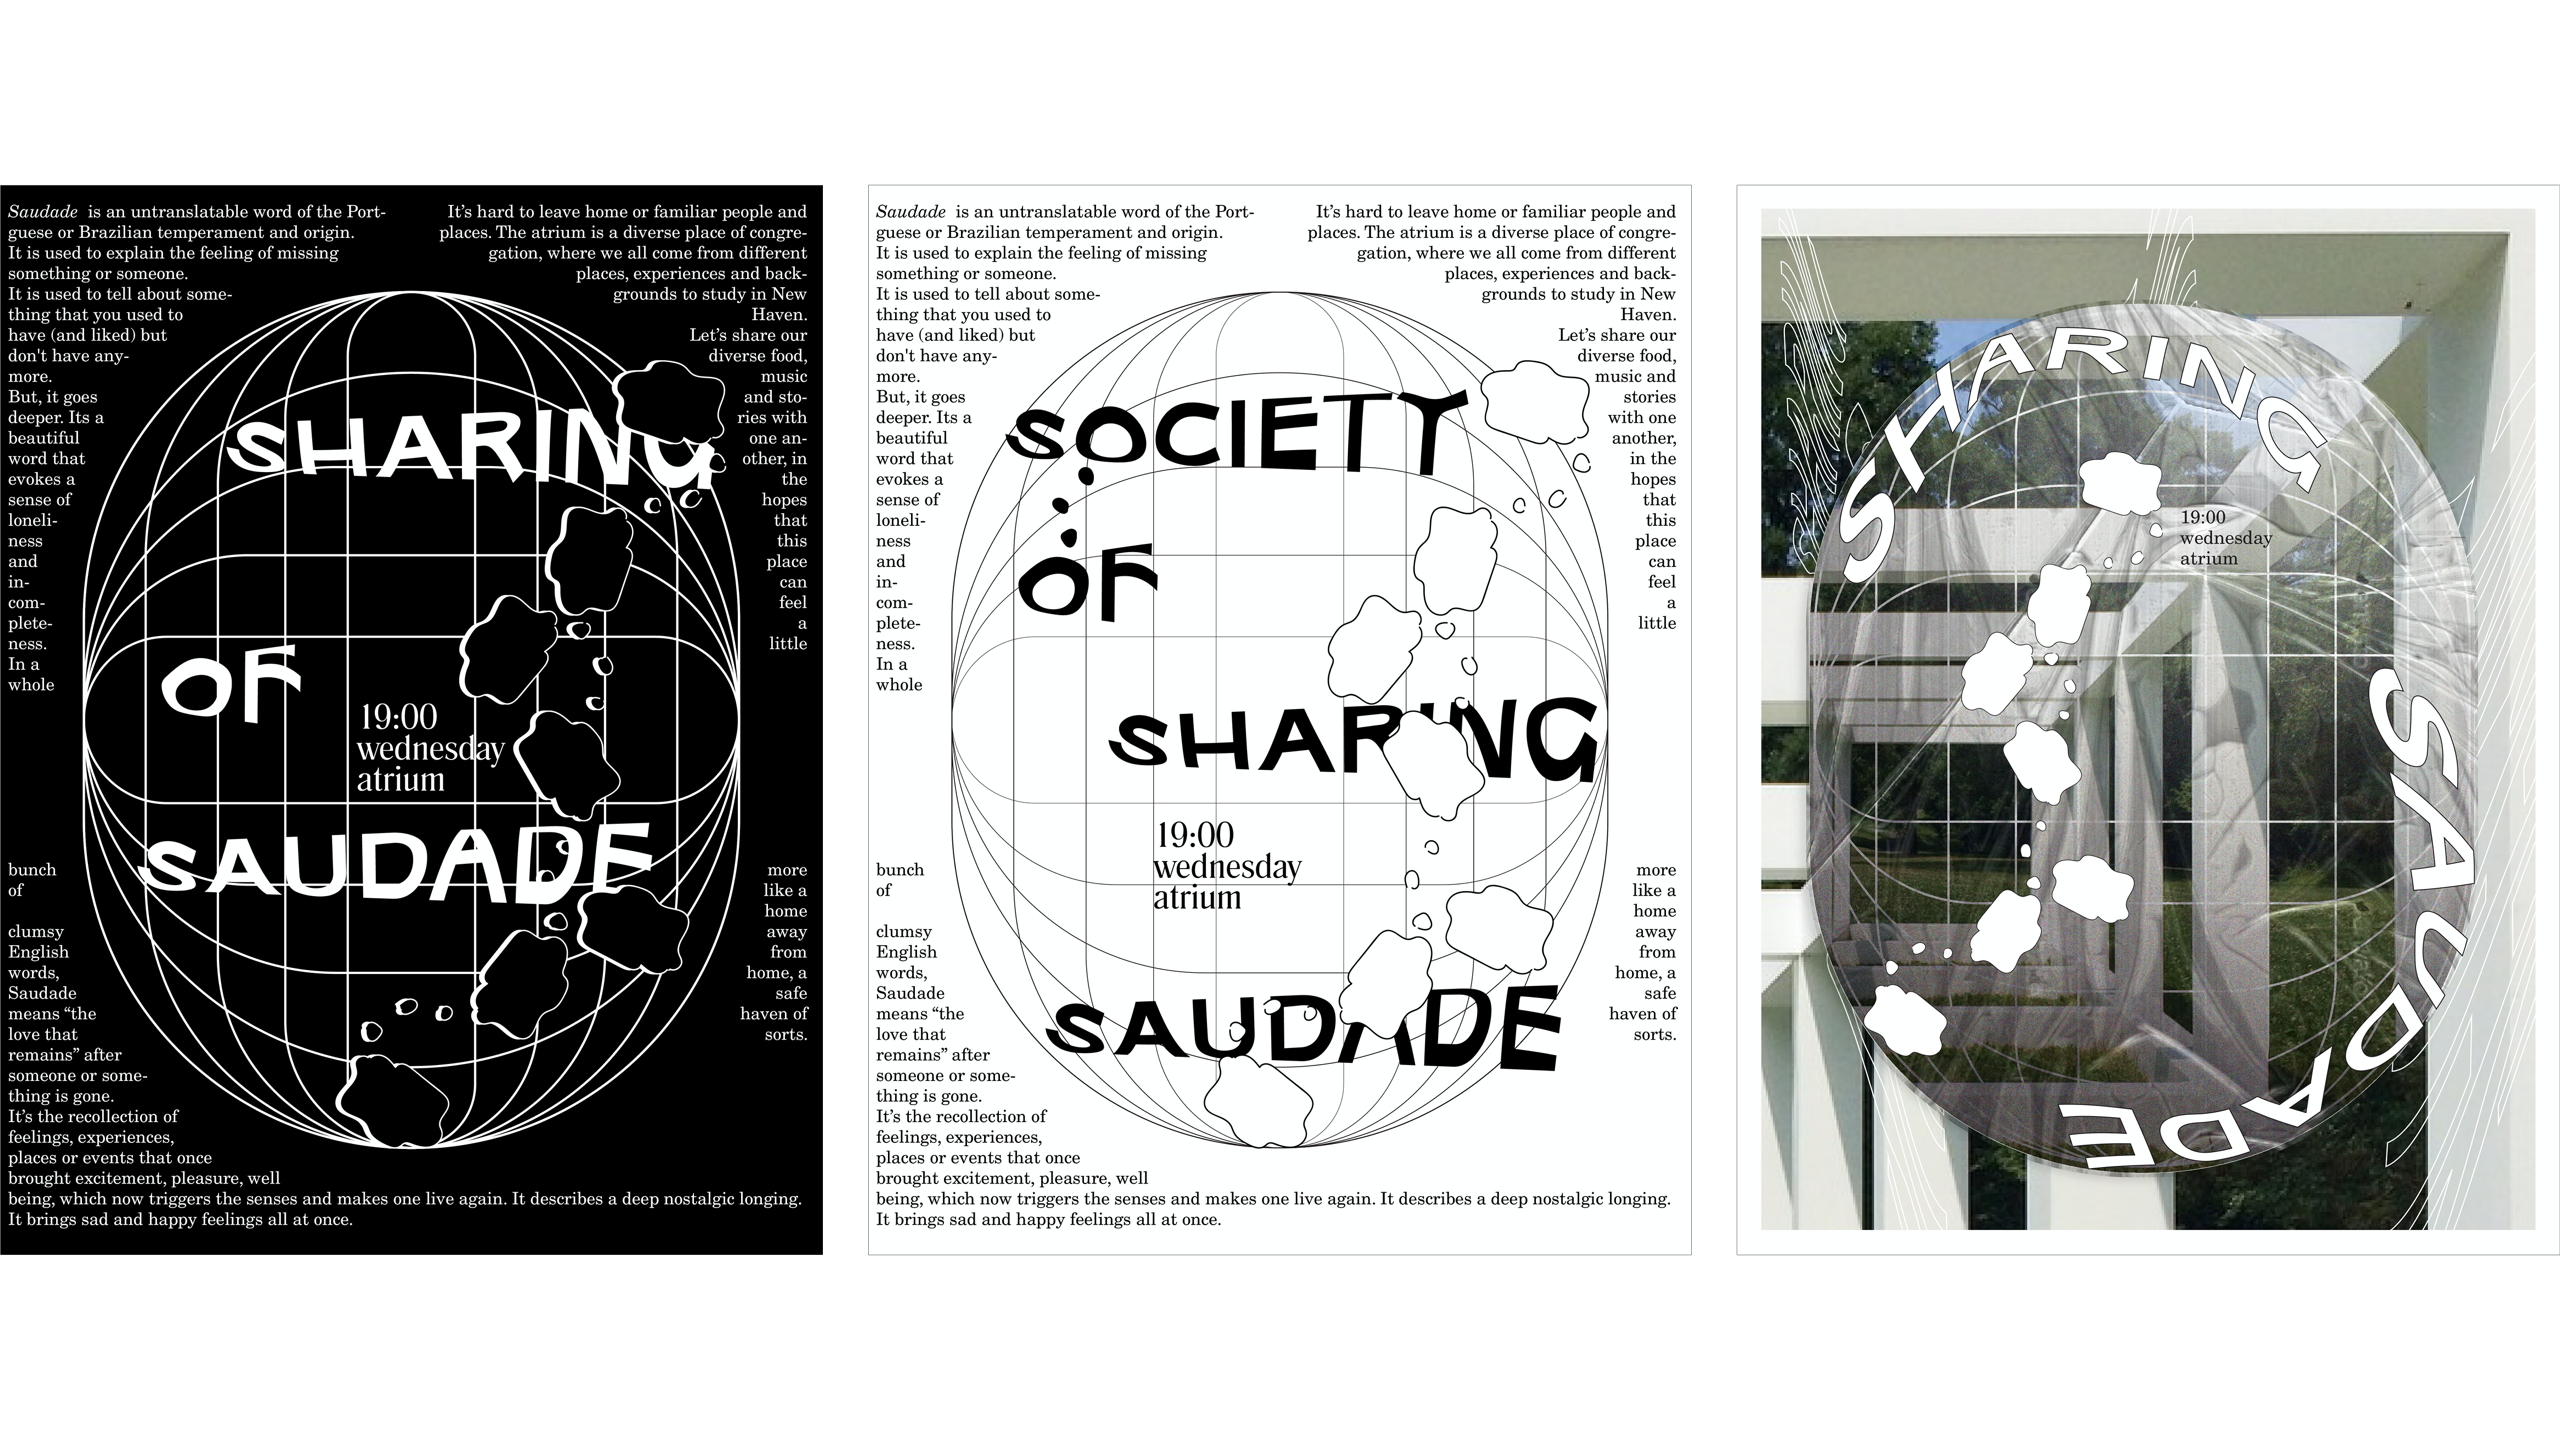 Saudade is an untranslatable word of the Port-
guese or Brazilian temperament and origin.
It is used to explain the feeling of missing
something or someone.
It is used to tell about some-
thing that you used to
have (and liked) but
don't have any-
more.
But, it goes
deeper. Its a
beautiful
word that
evokes a
sense of
loneli-
ness
and
in-
com-
plete-
ness.
In a
whole
bunch
of
clumsy
English
words,
Saudade
means “the
love that
remains” after
someone or some-
thing is gone.
It’s the recollection of
feelings, experiences,
places or events that once
brought excitement, pleasure, well
being, which now triggers the senses and makes one live again. It describes a deep nostalgic longing.
It brings sad and happy feelings all at once.
It’s hard to leave home or familiar people and
places. The atrium is a diverse place of congre-
gation, where we all come from different
places, experiences and back-
grounds to study in New
Haven.
Let’s share our
diverse food,
music
and sto-
ries with
one an-
other, in
the
hopes
that
this
place
can
feel
a
little
more
like a
home
away
from
home, a
safe
haven of
sorts.
SHARING
OF
19:00
wednesday
atrium
SAUDADE
Saudade is an untranslatable word of the Port-
guese or Brazilian temperament and origin.
It is used to explain the feeling of missing
something or someone.
It is used to tell about some-
thing that you used to
have (and liked) but
don't have any-
more.
But, it goes
deeper. Its a
beautiful
word that
evokes a
sense of
loneli-
ness
and
in-
com-
plete-
ness.
In a
whole
bunch
of
clumsy
English
words,
Saudade
means “the
love that
remains” after
someone or some-
thing is gone.
It’s the recollection of
feelings, experiences,
places or events that once
brought excitement, pleasure, well
being, which now triggers the senses and makes one live again. It describes a deep nostalgic longing.
It brings sad and happy feelings all at once.
It’s hard to leave home or familiar people and
places. The atrium is a diverse place of congre-
gation, where we all come from different
places, experiences and back-
grounds to study in New
Haven.
Let’s share our
diverse food,
music and
stories
with one
another,
in the
hopes
that
this
place
can
feel
a
little
more
like a
home
away
from
home, a
safe
haven of
sorts.
SOCIETY
OF
SHARING
19:00
wednesday
atrium
SAUDADE
SHARING
19:00
wednesday
atrium
SAUDADE